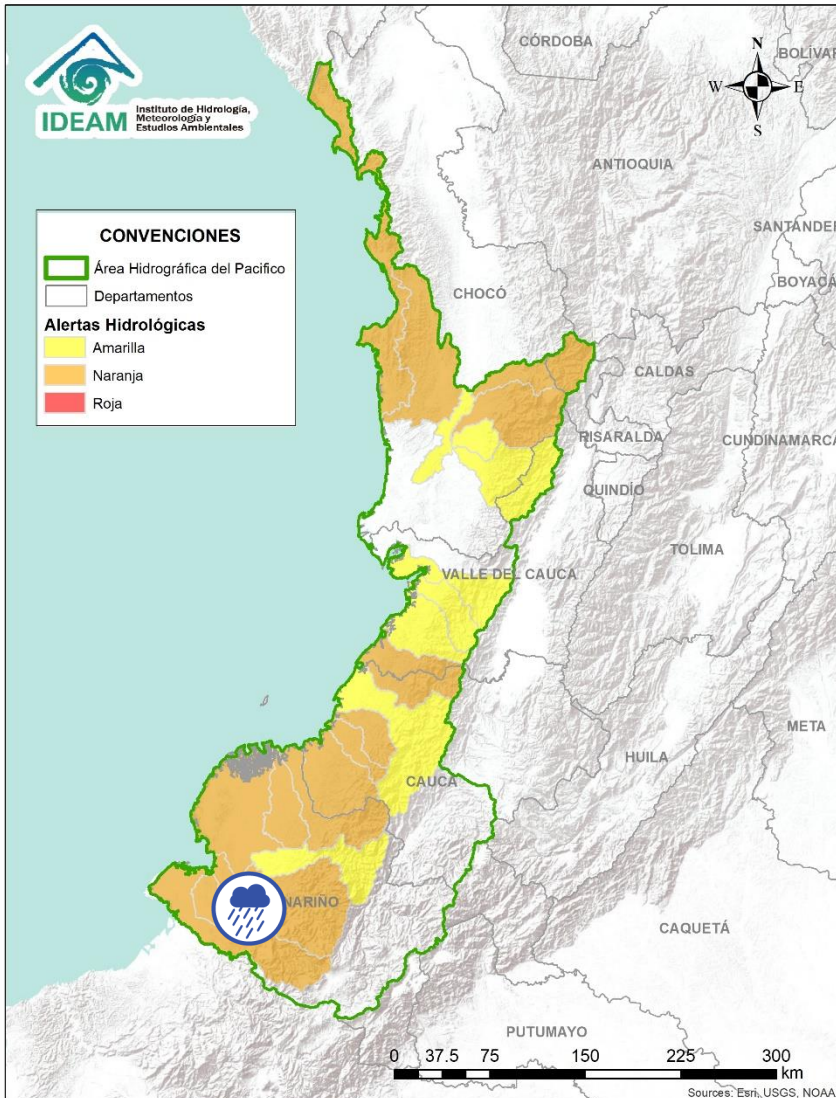 IDEAM
Instituto de Hidrología,
Meteorología y
Estudios Ambientales
N
W
E
S
CÓRDOBA
BOLÍVAR
ANTIOQUIA
SANTANDER
BOYACÁ
CHOCÓ
CALDAS
RISARALDA
CUNDINAMARCA
QUINDÍO
TOLIMA
VALLE DEL CAUCA
META
HUILA
CAUCA
NARIÑO
CAQUETÁ
PUTUMAYO
CONVENCIONES
Área Hidrográfica del Pacifico
Departamentos
Alertas Hidrológicas
Amarilla
Naranja
Roja
0 37.5 75 150 225 300
km
Sources: Esri, USGS, NOAA